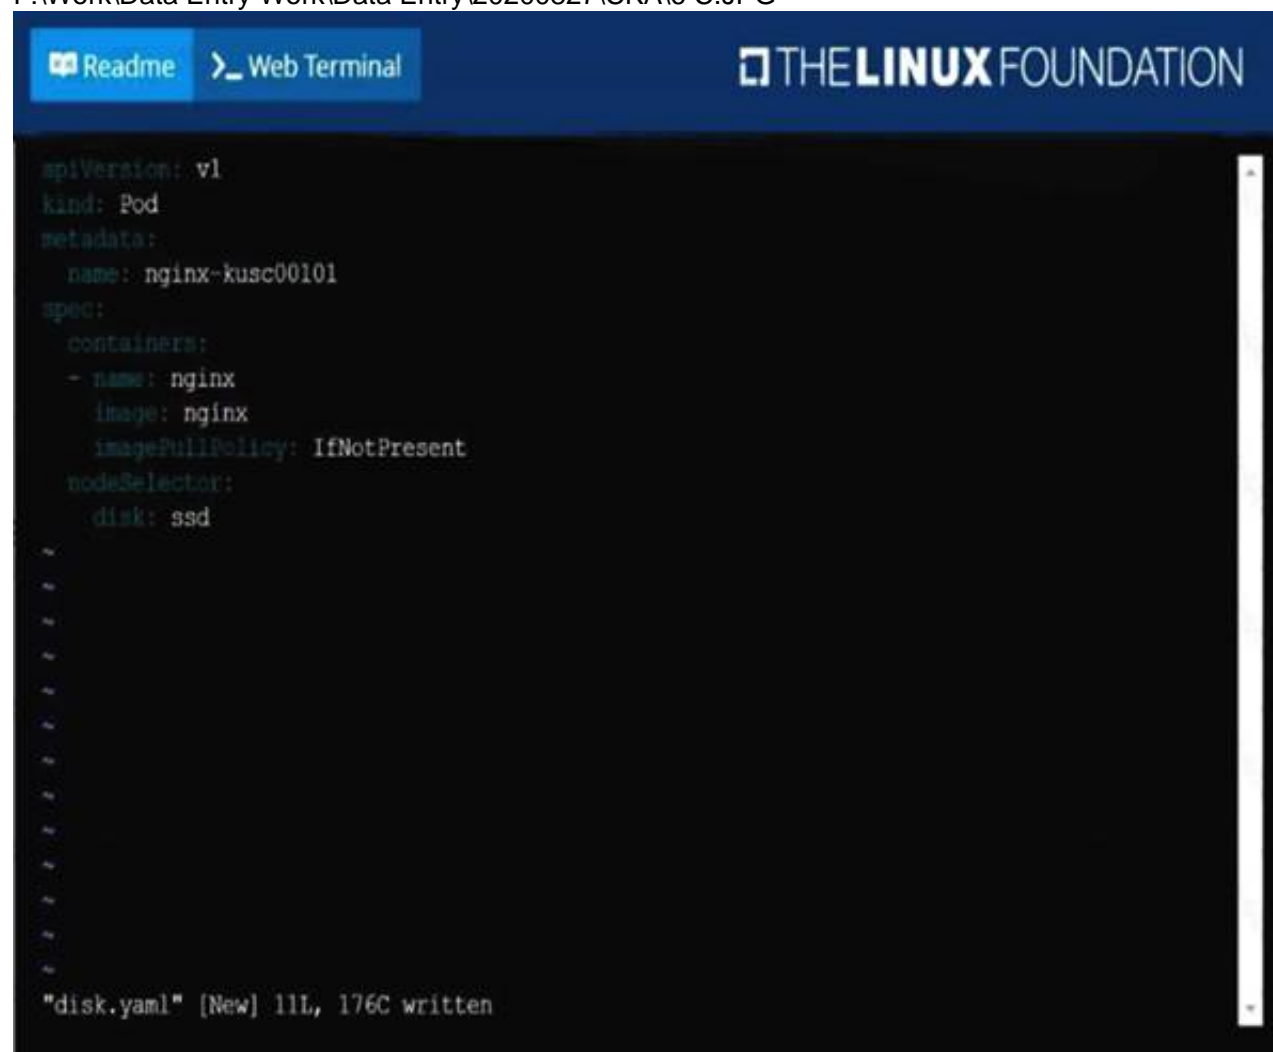 Readme
>_ Web Terminal
THE LINUX FOUNDATION
apiVersion: v1
kind: Pod
metadata:
  name: nginx-kusc00101
spec:
  containers:
  - name: nginx
    image: nginx
    imagePullPolicy: IfNotPresent
  nodeSelector:
    disk: ssd
~
~
~
~
~
~
~
~
~
~
~
~
~
"disk.yaml" [New] 11L, 176C written